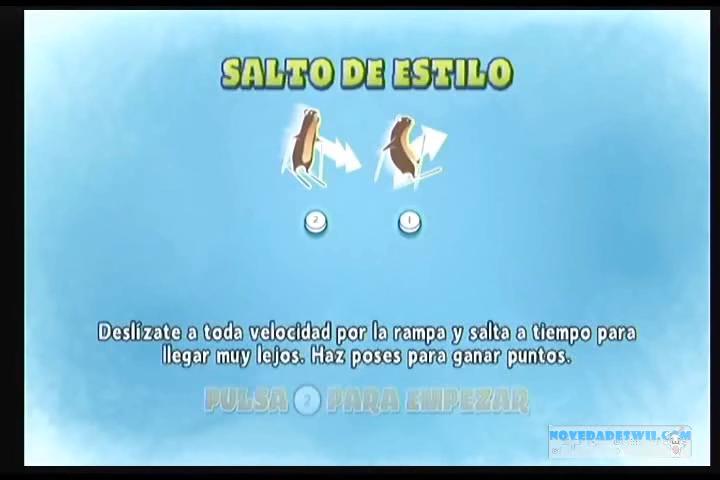 SALTO DE ESTILO
2 1
Deslízate a toda velocidad por la rampa y salta a tiempo para
llegar muy lejos. Haz poses para ganar puntos.
PULSA 2 PARA EMPEZAR
NOVEDADESWII.COM